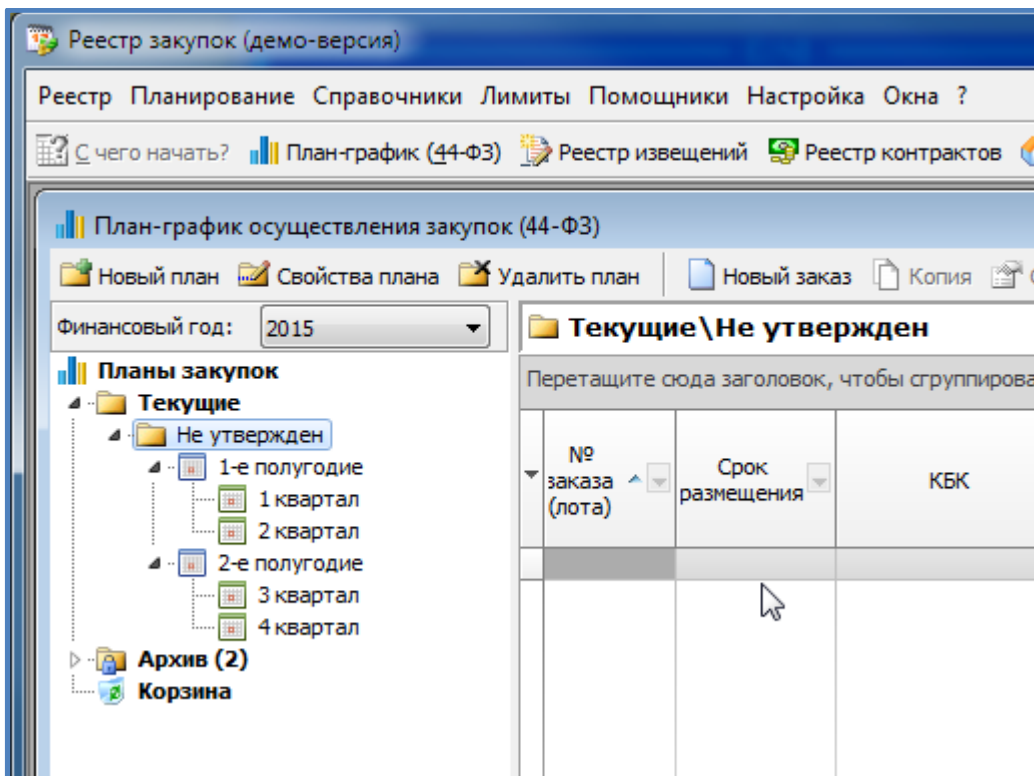 Реестр закупок (демо-версия)
Реестр Планирование Справочники Лимиты Помощники Настройка Окна ?
С чего начать? План-график (44-ФЗ) Реестр извещений Реестр контрактов
План-график осуществления закупок (44-ФЗ)
Новый план Свойства плана Удалить план Новый заказ Копия
Финансовый год: 2015
Текущие\Не утвержден
Планы закупок
Перетащите сюда заголовок, чтобы сгруппирова
Текущие
Не утвержден
№ заказа (лота)
Срок размещения
КБК
1-е полугодие
1 квартал
2 квартал
2-е полугодие
3 квартал
4 квартал
Архив (2)
Корзина